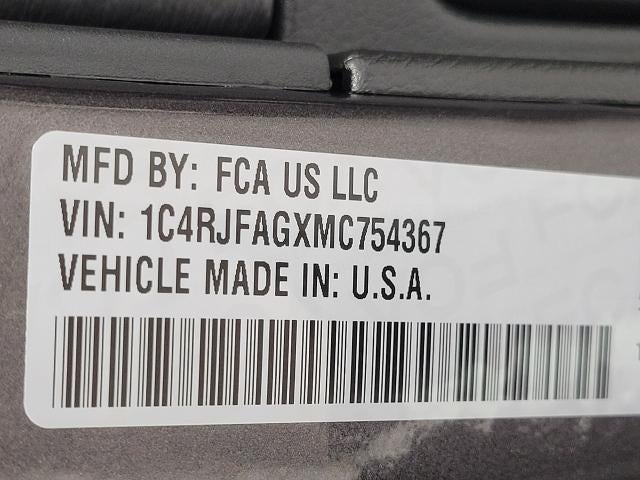 MFD BY: FCA US LLC
VIN: 1C4RJFAGXMC754367
VEHICLE MADE IN: U.S.A.